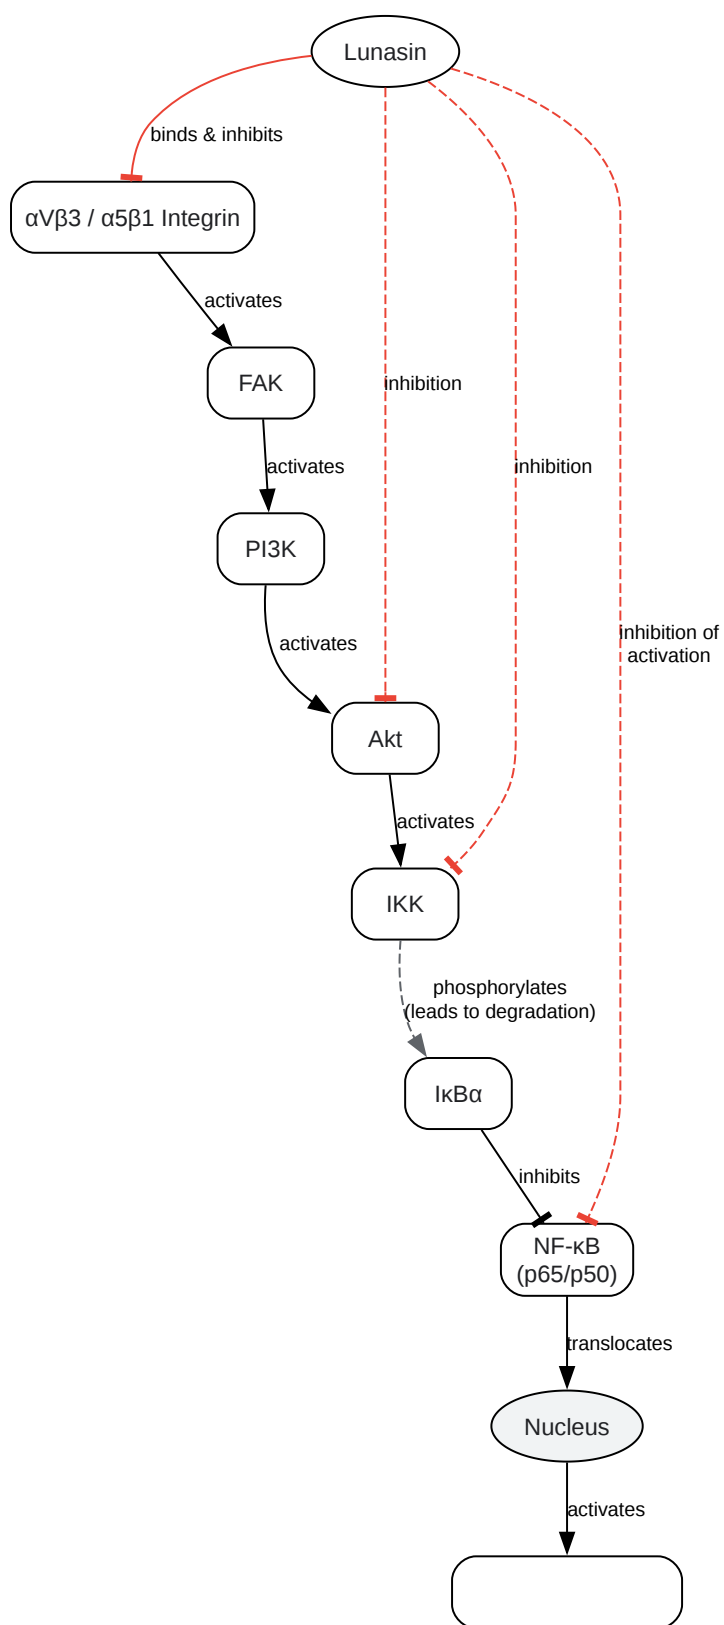 Lunasin
binds & inhibits
αVβ3 / α5β1 Integrin
activates
FAK
inhibition
activates
inhibition
PI3K
inhibition of
activation
activates
Akt
activates
IKK
phosphorylates
(leads to degradation)
IκBα
inhibits
NF-κB
(p65/p50)
translocates
Nucleus
activates